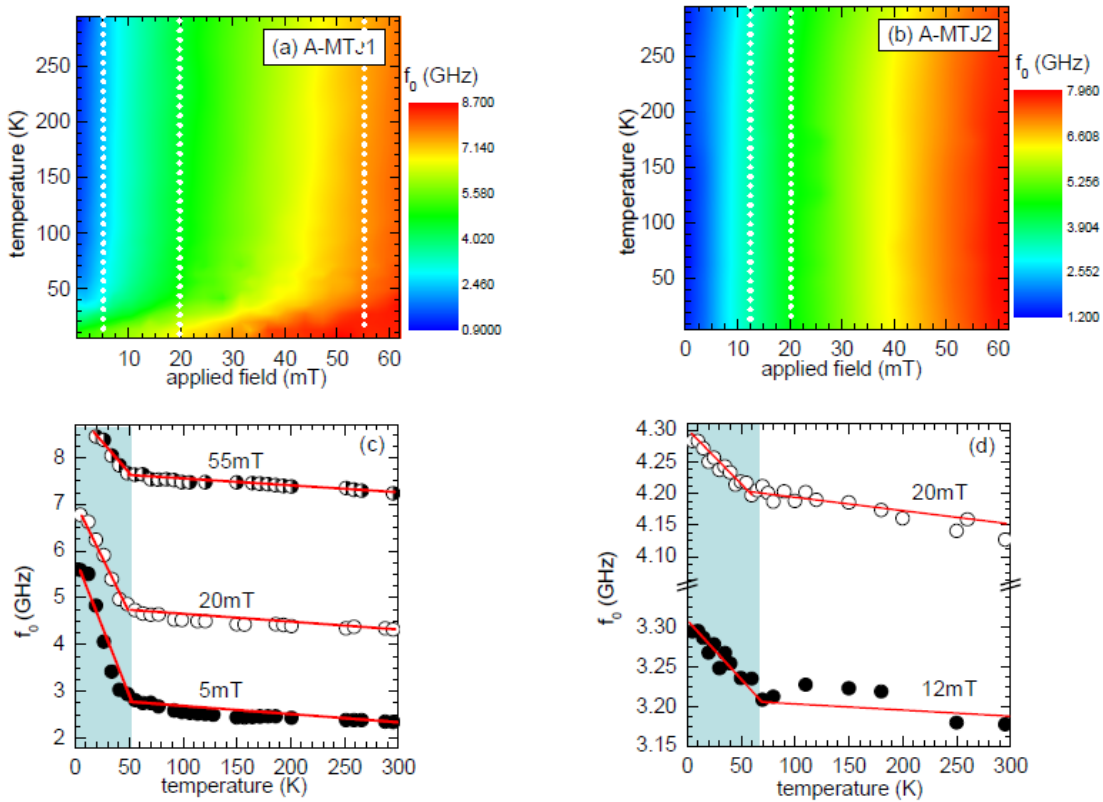 (a) A-MTJ1
f₀ (GHz)
8.700
7.140
5.580
4.020
2.460
0.9000
temperature (K)
250
200
150
100
50
10 20 30 40 50 60
applied field (mT)
(b) A-MTJ2
f₀ (GHz)
7.960
6.608
5.256
3.904
2.552
1.200
temperature (K)
250
200
150
100
50
0 10 20 30 40 50 60
applied field (mT)
(c)
8
7
6
5
4
3
2
f₀ (GHz)
55mT
20mT
5mT
0 50 100 150 200 250 300
temperature (K)
(d)
4.30
4.25
4.20
4.15
4.10
3.30
3.25
3.20
3.15
f₀ (GHz)
20mT
12mT
0 50 100 150 200 250 300
temperature (K)